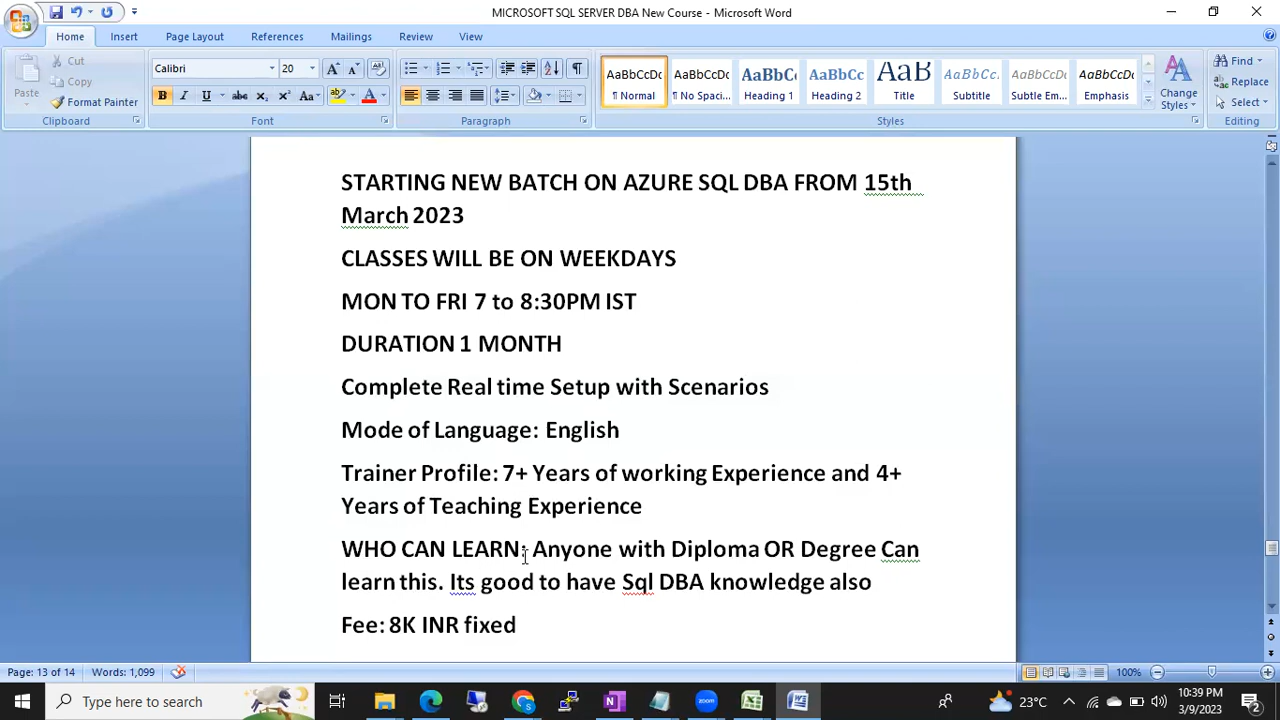 MICROSOFT SQL SERVER DBA New Course - Microsoft Word
Home Insert Page Layout References Mailings Review View
Paste
Cut
Copy
Format Painter
Clipboard
Calibri 20
Font
Paragraph
AaBbCcDc AaBbCcDc AaBbCc AaBbCc AaB AaBbCc. AaBbCcDc AaBbCcDc
¶ Normal ¶ No Spaci... Heading 1 Heading 2 Title Subtitle Subtle Em... Emphasis
Styles
Change Styles
Find
Replace
Select
Editing
STARTING NEW BATCH ON AZURE SQL DBA FROM 15th
March 2023
CLASSES WILL BE ON WEEKDAYS
MON TO FRI 7 to 8:30PM IST
DURATION 1 MONTH
Complete Real time Setup with Scenarios
Mode of Language: English
Trainer Profile: 7+ Years of working Experience and 4+
Years of Teaching Experience
WHO CAN LEARN: Anyone with Diploma OR Degree Can
learn this. Its good to have Sql DBA knowledge also
Fee: 8K INR fixed
Page: 13 of 14 Words: 1,099 100%
Type here to search
23°C
10:39 PM
3/9/2023